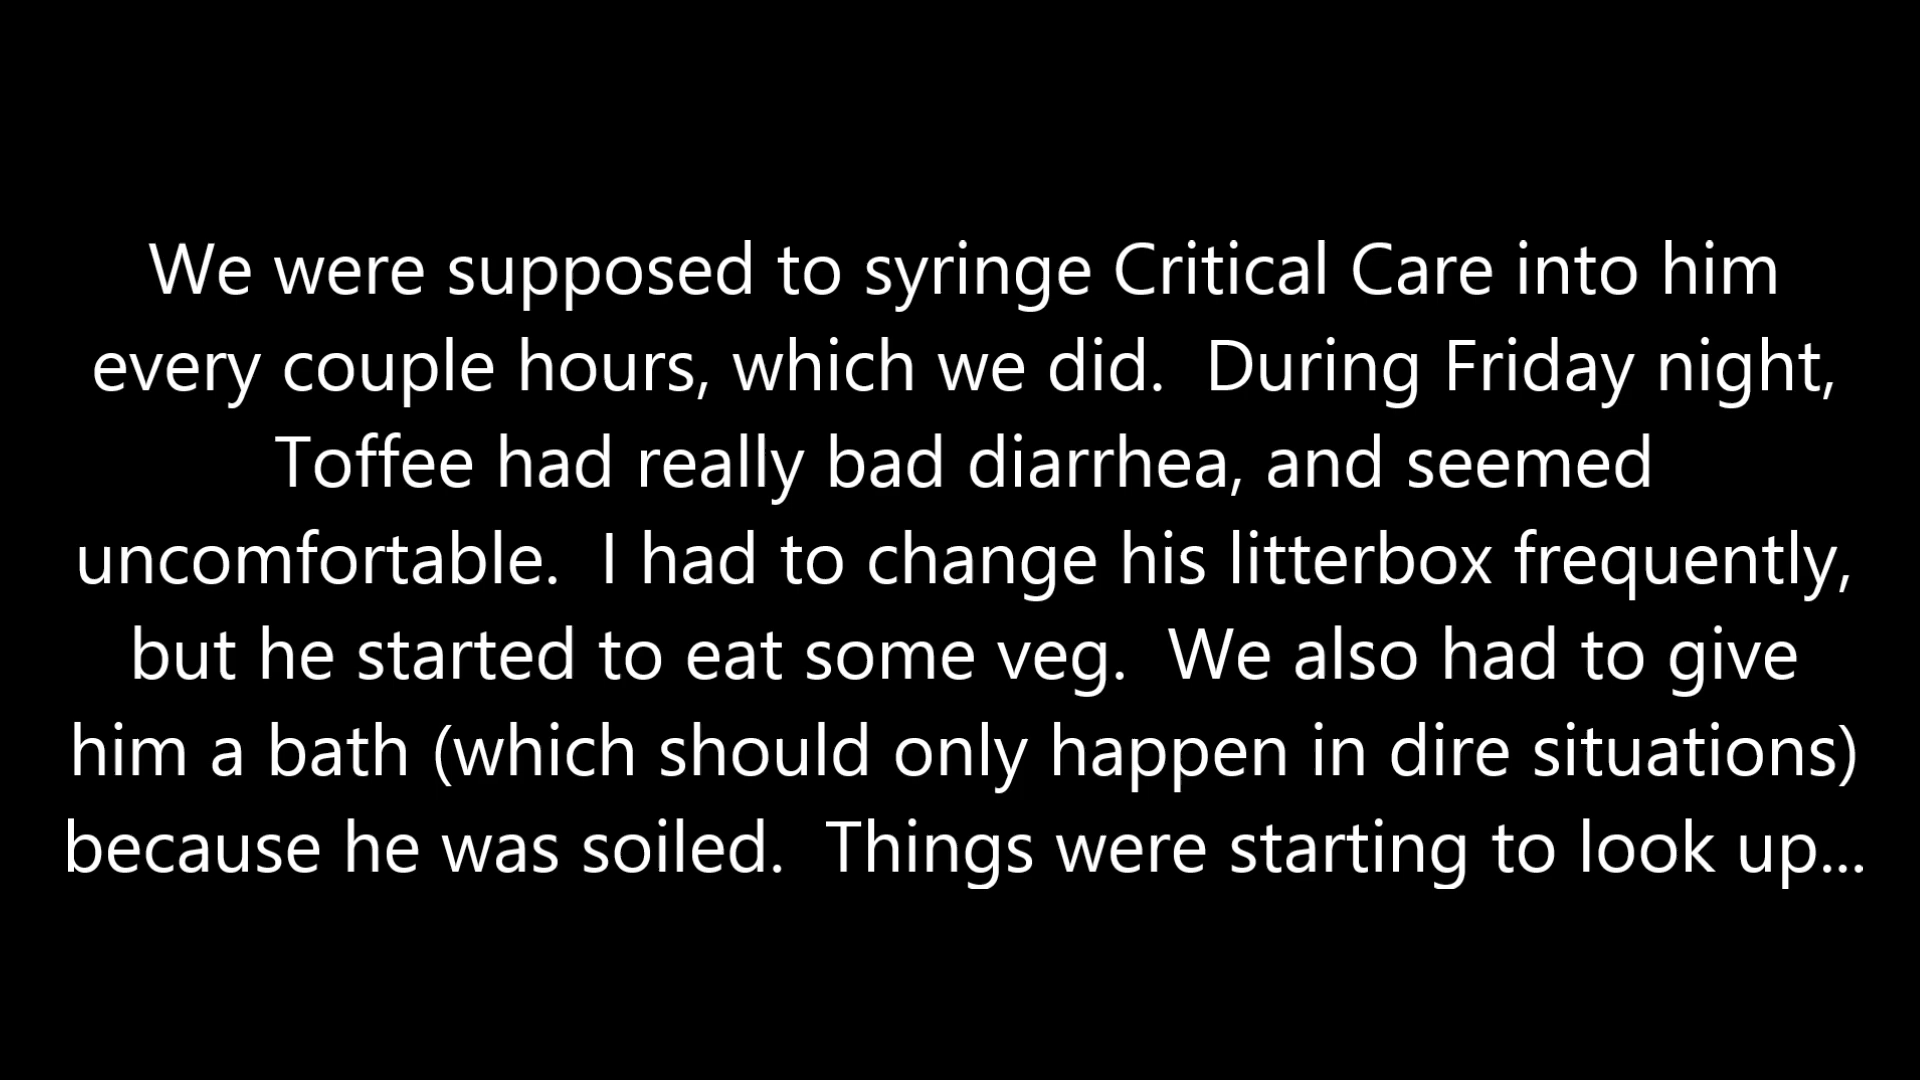 We were supposed to syringe Critical Care into him
every couple hours, which we did.  During Friday night,
Toffee had really bad diarrhea, and seemed
uncomfortable.  I had to change his litterbox frequently,
but he started to eat some veg.  We also had to give
him a bath (which should only happen in dire situations)
because he was soiled.  Things were starting to look up...